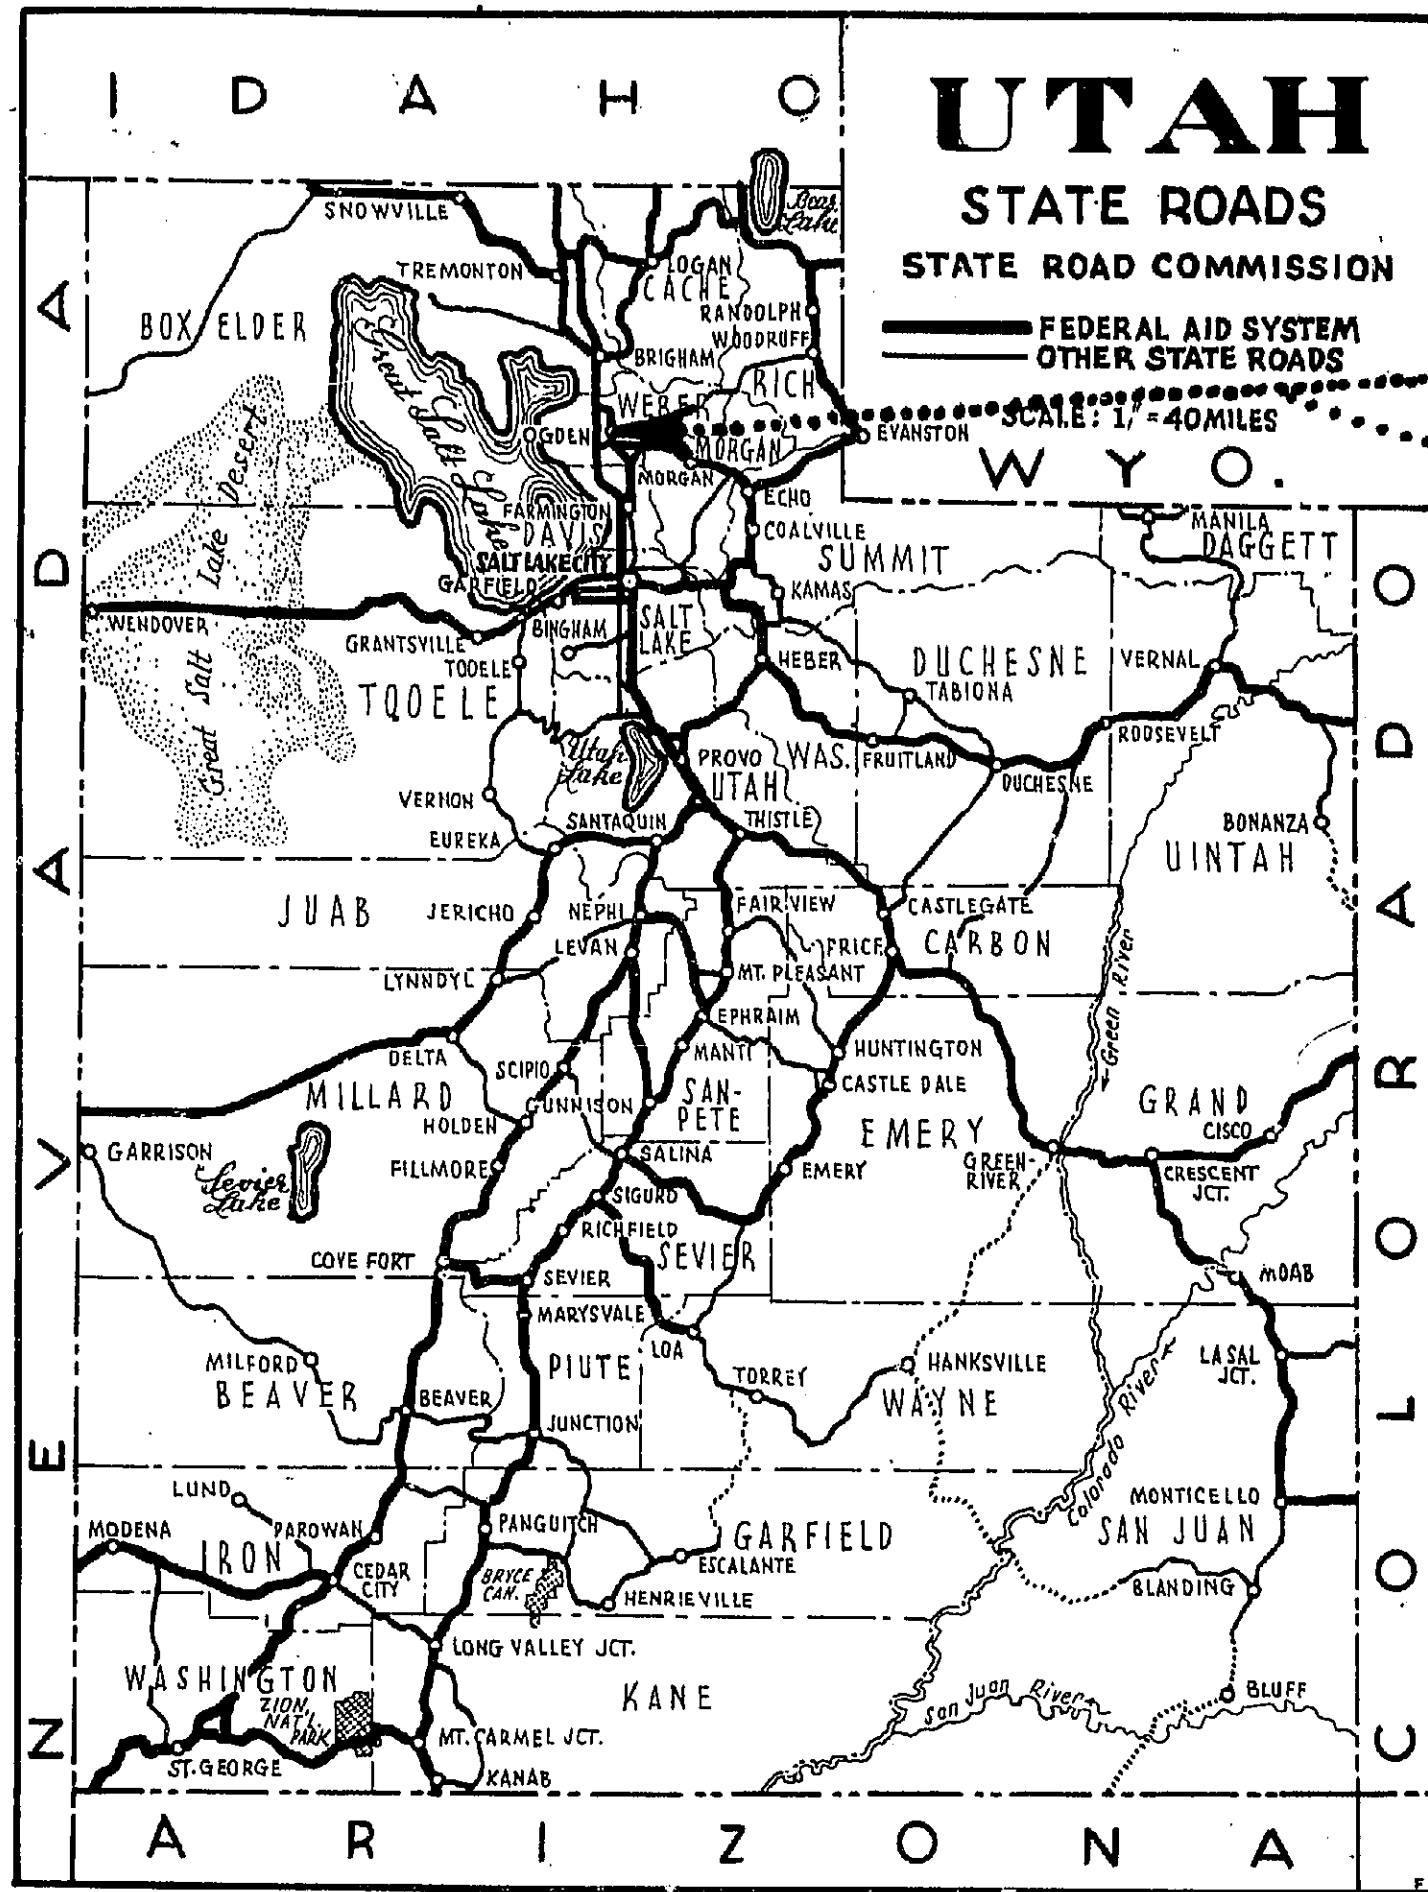 I D A H O
UTAH
STATE ROADS
STATE ROAD COMMISSION
FEDERAL AID SYSTEM
OTHER STATE ROADS
SCALE: 1" = 40 MILES
W Y O.
N E V A D A
C O L O R A D O
SNOWVILLE
Bear
Lake
TREMONTON
LOGAN
CACHE
RANDOLPH
BOX ELDER
WOODRUFF
BRIGHAM
RICH
Great Salt Lake
WEBER
GDEN
MORGAN
EVANSTON
MORGAN
ECHO
Great Salt Lake Desert
FARMINGTON
DAVIS
COALVILLE
SUMMIT
MANILA
DAGGETT
SALT LAKE CITY
GARFIELD
KAMAS
WENDOVER
GRANTSVILLE
BINGHAM
SALT
LAKE
TOOELE
HEBER
DUCHESNE
VERNAL
TABIONA
TOOELE
Utah
Lake
PROVO
WAS.
FRUITLAND
ROOSEVELT
UTAH
DUCHESNE
VERNON
SANTAQUIN
THISTLE
BONANZA
EUREKA
UINTAH
JUAB
JERICHO
NEPHI
FAIRVIEW
CASTLEGATE
LEVAN
PRICE
CARBON
LYNNDYL
MT. PLEASANT
Green River
EPHRAIM
DELTA
MANTI
HUNTINGTON
SCIPIO
CASTLE DALE
MILLARD
GUNNISON
SAN-
PETE
GRAND
HOLDEN
EMERY
CISCO
GARRISON
SALINA
GREEN-
RIVER
FILLMORE
EMERY
CRESCENT
JCT.
Sevier
Lake
SIGURD
RICHFIELD
SEVIER
COVE FORT
SEVIER
MOAB
MARYSVALE
LOA
PIUTE
HANKSVILLE
LA SAL
JCT.
MILFORD
TORREY
BEAVER
BEAVER
WAYNE
Colorado River
JUNCTION
LUND
MONTICELLO
MODENA
PAROWAN
PANGUITCH
GARFIELD
SAN JUAN
IRON
CEDAR
CITY
ESCALANTE
BRYCE
CAN.
BLANDING
HENRIEVILLE
LONG VALLEY JCT.
WASHINGTON
KANE
ZION
NAT'L.
PARK
San Juan River
BLUFF
MT. CARMEL JCT.
ST. GEORGE
KANAB
A R I Z O N A
F